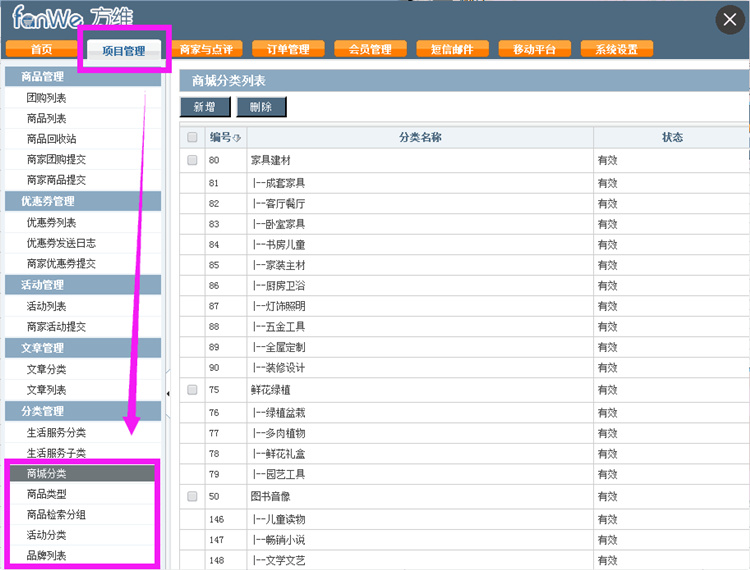 fanWe 方维
首页 项目管理 商家与点评 订单管理 会员管理 短信邮件 移动平台 系统设置
商品管理
团购列表
商品列表
商品回收站
商家团购提交
商家商品提交
优惠券管理
优惠券列表
优惠券发送日志
商家优惠券提交
活动管理
活动列表
商家活动提交
文章管理
文章分类
文章列表
分类管理
生活服务分类
生活服务子类
商城分类
商品类型
商品检索分组
活动分类
品牌列表
商城分类列表
新增 删除
编号 分类名称 状态
80 家具建材 有效
81 |--成套家具 有效
82 |--客厅餐厅 有效
83 |--卧室家具 有效
84 |--书房儿童 有效
85 |--家装主材 有效
86 |--厨房卫浴 有效
87 |--灯饰照明 有效
88 |--五金工具 有效
89 |--全屋定制 有效
90 |--装修设计 有效
75 鲜花绿植 有效
76 |--绿植盆栽 有效
77 |--多肉植物 有效
78 |--鲜花礼盒 有效
79 |--园艺工具 有效
50 图书音像 有效
146 |--儿童读物 有效
147 |--畅销小说 有效
148 |--文学文艺 有效